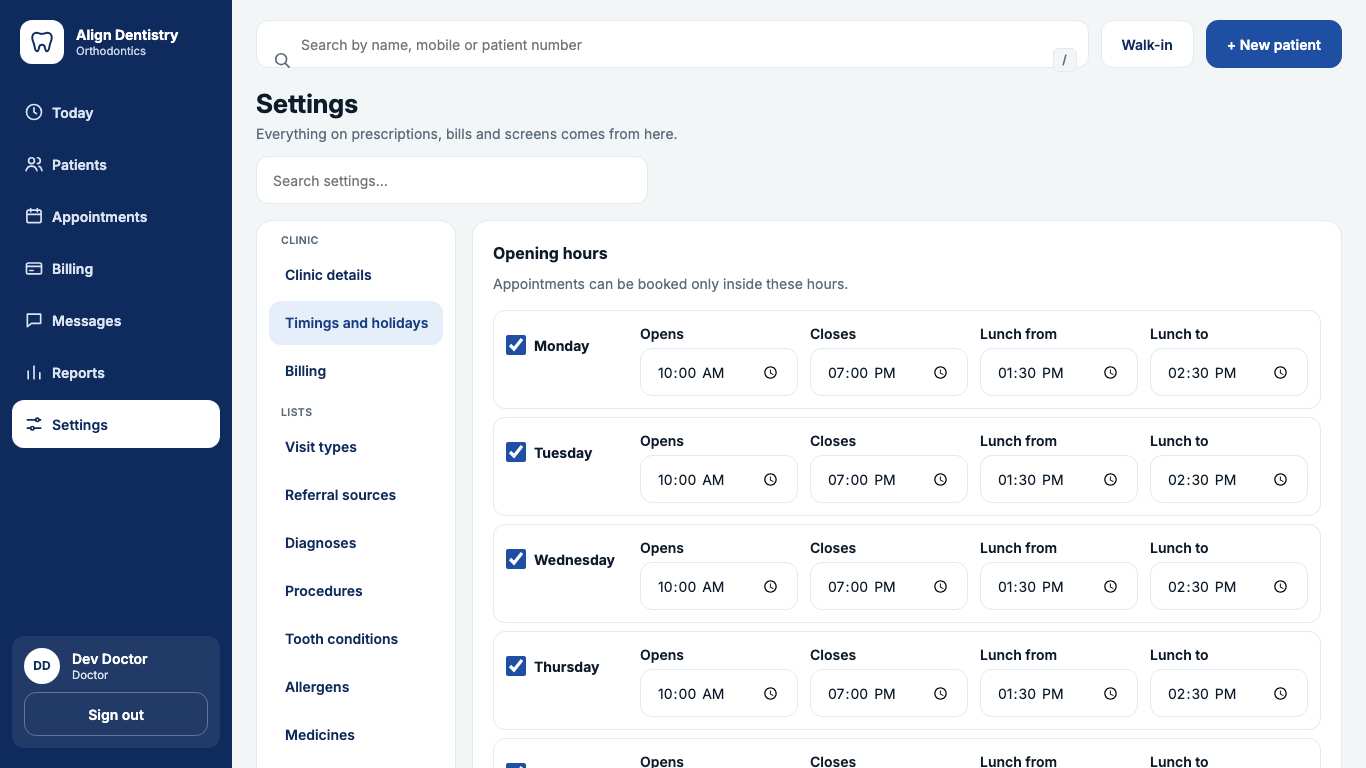 Align Dentistry
Orthodontics
Today
Patients
Appointments
Billing
Messages
Reports
Settings
DD
Dev Doctor
Doctor
Sign out
Search by name, mobile or patient number
/
Walk-in
+ New patient
Settings
Everything on prescriptions, bills and screens comes from here.
Search settings...
CLINIC
Clinic details
Timings and holidays
Billing
LISTS
Visit types
Referral sources
Diagnoses
Procedures
Tooth conditions
Allergens
Medicines
Opening hours
Appointments can be booked only inside these hours.
Monday
Opens Closes Lunch from Lunch to
10:00 AM 07:00 PM 01:30 PM 02:30 PM
Tuesday
Opens Closes Lunch from Lunch to
10:00 AM 07:00 PM 01:30 PM 02:30 PM
Wednesday
Opens Closes Lunch from Lunch to
10:00 AM 07:00 PM 01:30 PM 02:30 PM
Thursday
Opens Closes Lunch from Lunch to
10:00 AM 07:00 PM 01:30 PM 02:30 PM
Opens Closes Lunch from Lunch to